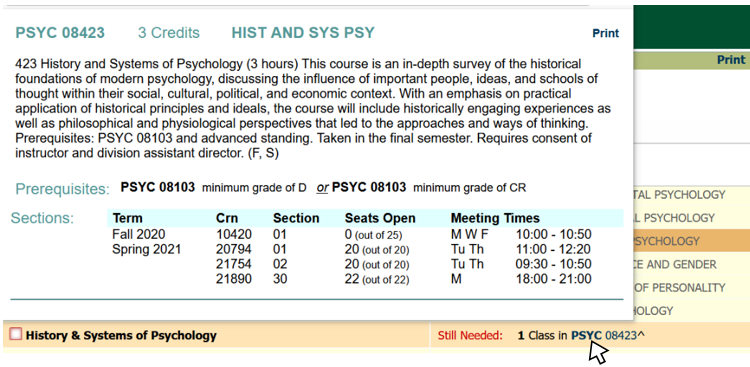 PSYC 08423 3 Credits HIST AND SYS PSY Print
Print
423 History and Systems of Psychology (3 hours) This course is an in-depth survey of the historical
foundations of modern psychology, discussing the influence of important people, ideas, and schools of
thought within their social, cultural, political, and economic context. With an emphasis on practical
application of historical principles and ideals, the course will include historically engaging experiences as
well as philosophical and physiological perspectives that led to the approaches and ways of thinking.
Prerequisites: PSYC 08103 and advanced standing. Taken in the final semester. Requires consent of
instructor and division assistant director. (F, S)
Prerequisites: PSYC 08103 minimum grade of D or PSYC 08103 minimum grade of CR
Sections: Term Crn Section Seats Open Meeting Times
Fall 2020 10420 01 0 (out of 25) M W F 10:00 - 10:50
Spring 2021 20794 01 20 (out of 20) Tu Th 11:00 - 12:20
21754 02 20 (out of 20) Tu Th 09:30 - 10:50
21890 30 22 (out of 22) M 18:00 - 21:00
TAL PSYCHOLOGY
L PSYCHOLOGY
PSYCHOLOGY
CE AND GENDER
OF PERSONALITY
HOLOGY
History & Systems of Psychology Still Needed: 1 Class in PSYC 08423^